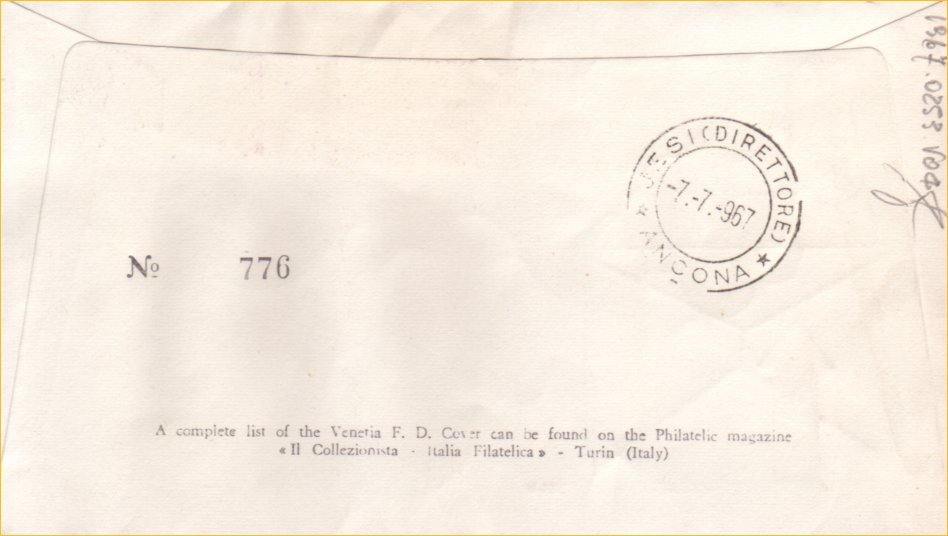 JESI (DIRETTORE)
-7.-7.-967
★ ANCONA ★
No 776
A complete list of the Venetia F. D. Cover can be found on the Philatelic magazine
« Il Collezionista - Italia Filatelica » - Turin (Italy)